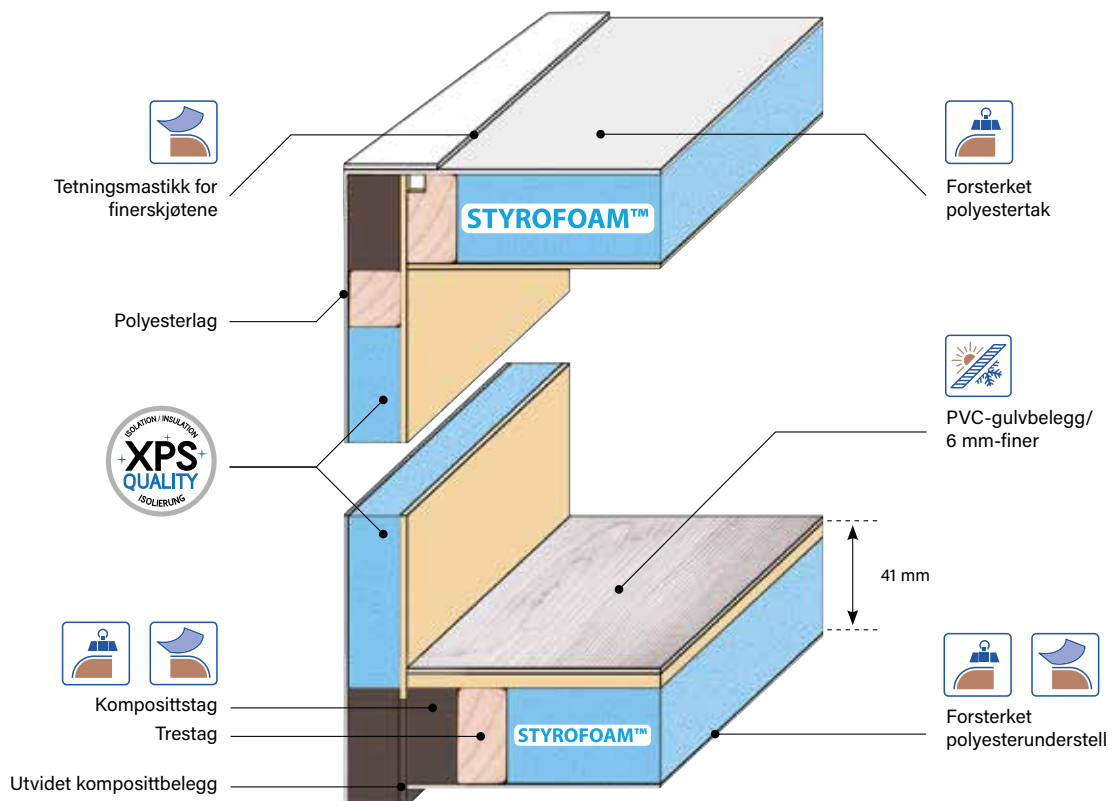 Tetningsmastikk for
finerskjøtene
STYROFOAM™
Forsterket
polyestertak
Polyesterlag
ISOLATION / INSULATION
XPS
QUALITY
ISOLIERUNG
PVC-gulvbelegg/
6 mm-finer
41 mm
Komposittstag
Trestag
STYROFOAM™
Forsterket
polyesterunderstell
Utvidet komposittbelegg